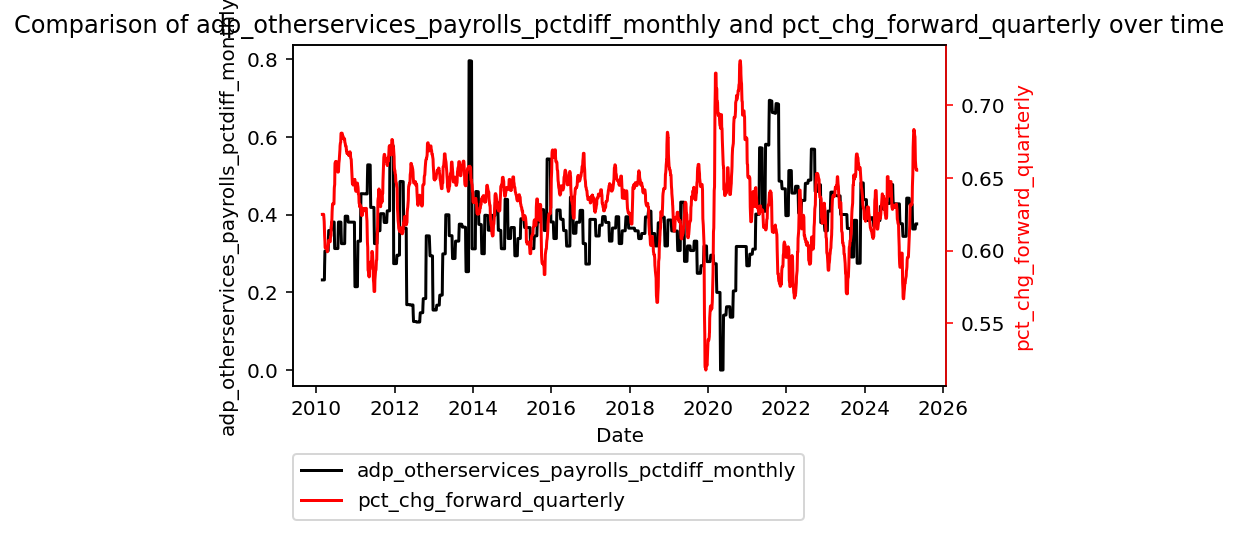 Comparison of adp_otherservices_payrolls_pctdiff_monthly and pct_chg_forward_quarterly over time
adp_otherservices_payrolls_pctdiff_monthly
0.8
0.6
0.4
0.2
0.0
0.70
0.65
0.60
0.55
pct_chg_forward_quarterly
2010 2012 2014 2016 2018 2020 2022 2024 2026
Date
adp_otherservices_payrolls_pctdiff_monthly
pct_chg_forward_quarterly